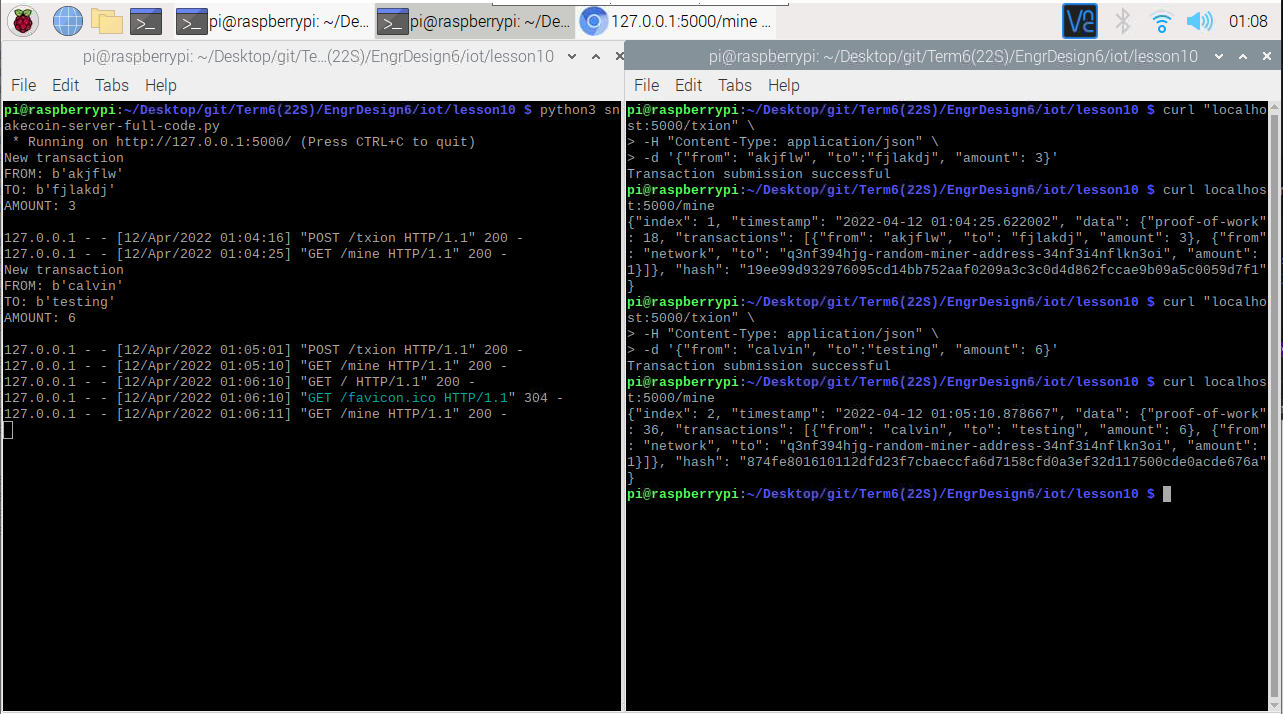 pi@raspberrypi: ~/De...
pi@raspberrypi: ~/De...
127.0.0.1:5000/mine ...
01:08
pi@raspberrypi: ~/Desktop/git/Te...(22S)/EngrDesign6/iot/lesson10
File Edit Tabs Help
pi@raspberrypi:~/Desktop/git/Term6(22S)/EngrDesign6/iot/lesson10 $ python3 sn
akecoin-server-full-code.py
 * Running on http://127.0.0.1:5000/ (Press CTRL+C to quit)
New transaction
FROM: b'akjflw'
TO: b'fjlakdj'
AMOUNT: 3
127.0.0.1 - - [12/Apr/2022 01:04:16] "POST /txion HTTP/1.1" 200 -
127.0.0.1 - - [12/Apr/2022 01:04:25] "GET /mine HTTP/1.1" 200 -
New transaction
FROM: b'calvin'
TO: b'testing'
AMOUNT: 6
127.0.0.1 - - [12/Apr/2022 01:05:01] "POST /txion HTTP/1.1" 200 -
127.0.0.1 - - [12/Apr/2022 01:05:10] "GET /mine HTTP/1.1" 200 -
127.0.0.1 - - [12/Apr/2022 01:06:10] "GET / HTTP/1.1" 200 -
127.0.0.1 - - [12/Apr/2022 01:06:10] "GET /favicon.ico HTTP/1.1" 304 -
127.0.0.1 - - [12/Apr/2022 01:06:11] "GET /mine HTTP/1.1" 200 -
pi@raspberrypi: ~/Desktop/git/Term6(22S)/EngrDesign6/iot/lesson10
File Edit Tabs Help
pi@raspberrypi:~/Desktop/git/Term6(22S)/EngrDesign6/iot/lesson10 $ curl "localho
st:5000/txion" \
> -H "Content-Type: application/json" \
> -d '{"from": "akjflw", "to":"fjlakdj", "amount": 3}'
Transaction submission successful
pi@raspberrypi:~/Desktop/git/Term6(22S)/EngrDesign6/iot/lesson10 $ curl localhos
t:5000/mine
{"index": 1, "timestamp": "2022-04-12 01:04:25.622002", "data": {"proof-of-work"
: 18, "transactions": [{"from": "akjflw", "to": "fjlakdj", "amount": 3}, {"from"
: "network", "to": "q3nf394hjg-random-miner-address-34nf3i4nflkn3oi", "amount":
1}]}, "hash": "19ee99d932976095cd14bb752aaf0209a3c3c0d4d862fccae9b09a5c0059d7f1"
}
pi@raspberrypi:~/Desktop/git/Term6(22S)/EngrDesign6/iot/lesson10 $ curl "localho
st:5000/txion" \
> -H "Content-Type: application/json" \
> -d '{"from": "calvin", "to":"testing", "amount": 6}'
Transaction submission successful
pi@raspberrypi:~/Desktop/git/Term6(22S)/EngrDesign6/iot/lesson10 $ curl localhos
t:5000/mine
{"index": 2, "timestamp": "2022-04-12 01:05:10.878667", "data": {"proof-of-work"
: 36, "transactions": [{"from": "calvin", "to": "testing", "amount": 6}, {"from"
: "network", "to": "q3nf394hjg-random-miner-address-34nf3i4nflkn3oi", "amount":
1}]}, "hash": "874fe801610112dfd23f7cbaeccfa6d7158cfd0a3ef32d117500cde0acde676a"
}
pi@raspberrypi:~/Desktop/git/Term6(22S)/EngrDesign6/iot/lesson10 $